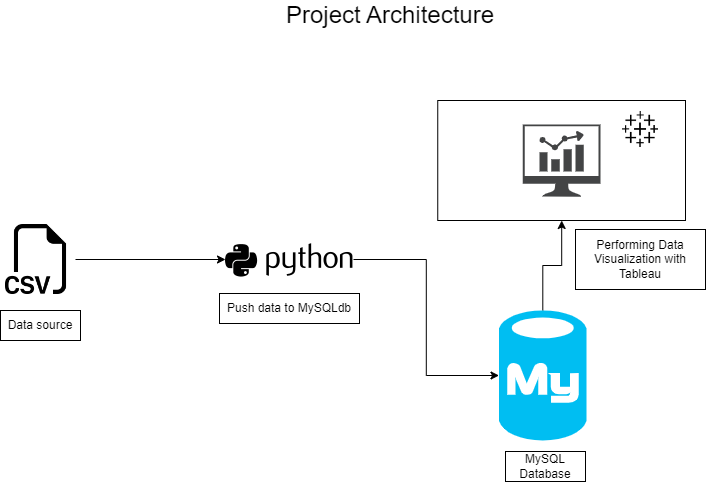 Project Architecture
CSV
Data source
python
Push data to MySQLdb
Performing Data
Visualization with
Tableau
My
MySQL
Database